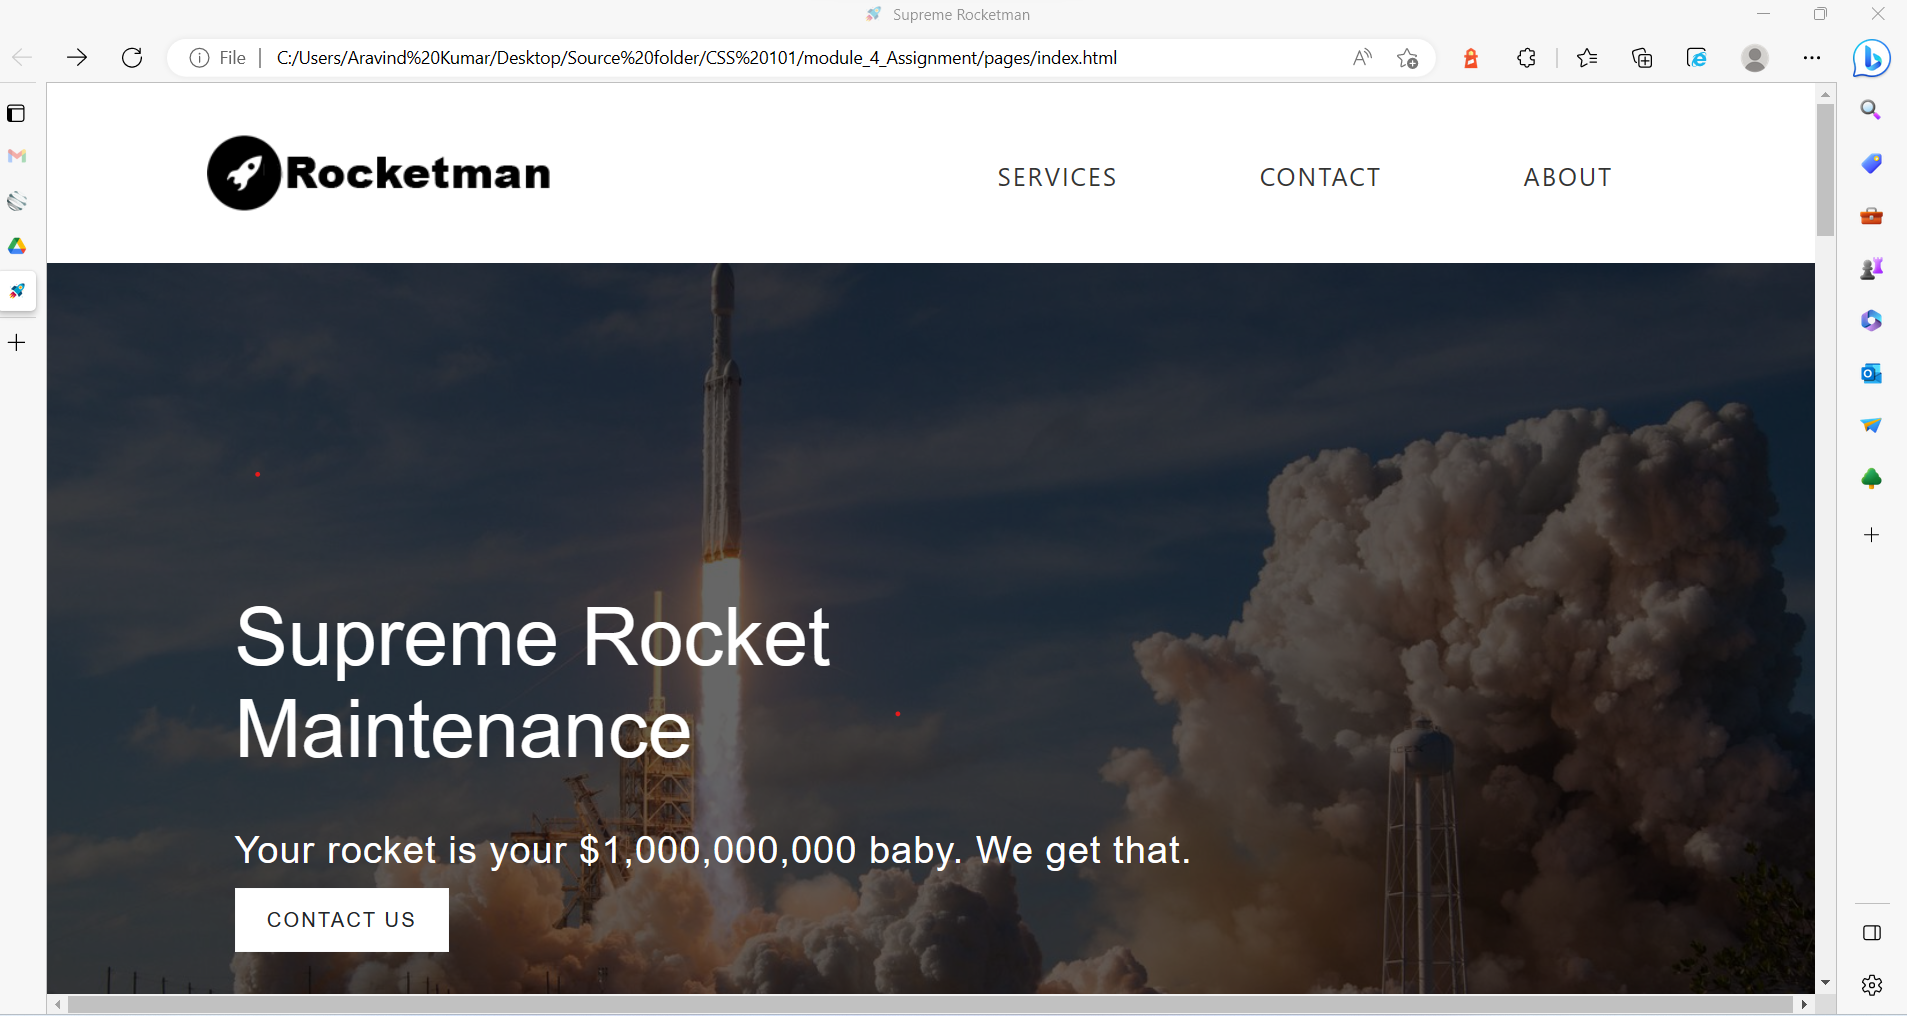 Supreme Rocketman
File | C:/Users/Aravind%20Kumar/Desktop/Source%20folder/CSS%20101/module_4_Assignment/pages/index.html
Rocketman
SERVICES CONTACT ABOUT
Supreme Rocket
Maintenance
Your rocket is your $1,000,000,000 baby. We get that.
CONTACT US